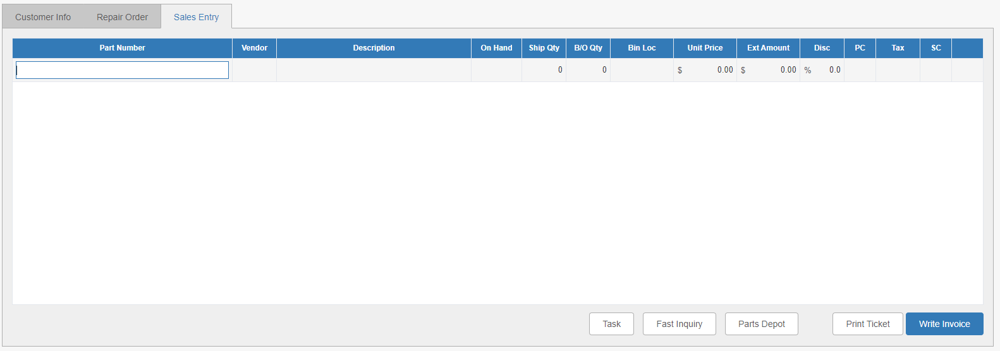 Customer Info Repair Order Sales Entry
Part Number Vendor Description On Hand Ship Qty B/O Qty Bin Loc Unit Price Ext Amount Disc PC Tax SC
0 0 $ 0.00 $ 0.00 % 0.0
Task Fast Inquiry Parts Depot Print Ticket Write Invoice